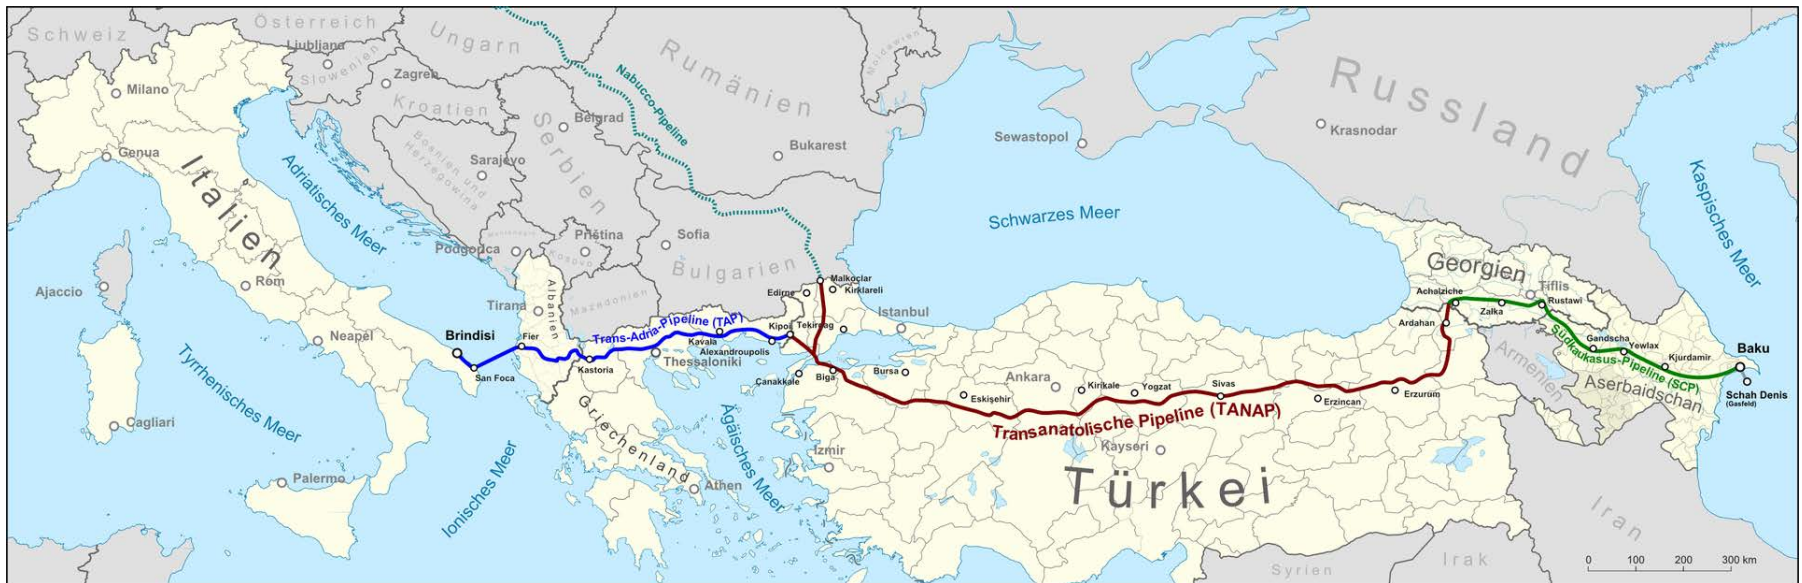 Schweiz
Österreich
Ljubljana
Slowenien
Ungarn
Zagreb
Kroatien
Milano
Genua
Italien
Adriatisches Meer
Bosnien und
Herzegowina
Sarajevo
Serbien
Belgrad
Nabucco-Pipeline
Rumänien
Moldawien
Bukarest
Sewastopol
Russland
Krasnodar
Schwarzes Meer
Kaspisches Meer
Montenegro
Podgorica
Priština
Kosovo
Sofia
Bulgarien
Mazedonien
Ajaccio
Rom
Neapel
Tirana
Albanien
Brindisi
San Foca
Fier
Kastoria
Trans-Adria-Pipeline (TAP)
Kavala
Alexandroupolis
Kipoi
Thessaloniki
Edirne
Malkoclar
Kirklareli
Tekirdag
Istanbul
Çanakkale
Biga
Bursa
Eskişehir
Ankara
Kirikale
Yogzat
Sivas
Erzincan
Erzurum
Transanatolische Pipeline (TANAP)
Kayseri
Türkei
Izmir
Georgien
Tiflis
Achalziche
Zalka
Rustawi
Ardahan
Südkaukasus-Pipeline (SCP)
Gandscha
Yewlax
Kjurdamir
Baku
Schah Denis
(Gasfeld)
Aserbaidschan
Armenien
Tyrrhenisches Meer
Cagliari
Palermo
Ionisches Meer
Griechenland
Ägäisches Meer
Athen
Syrien
Irak
Iran
0 100 200 300 km